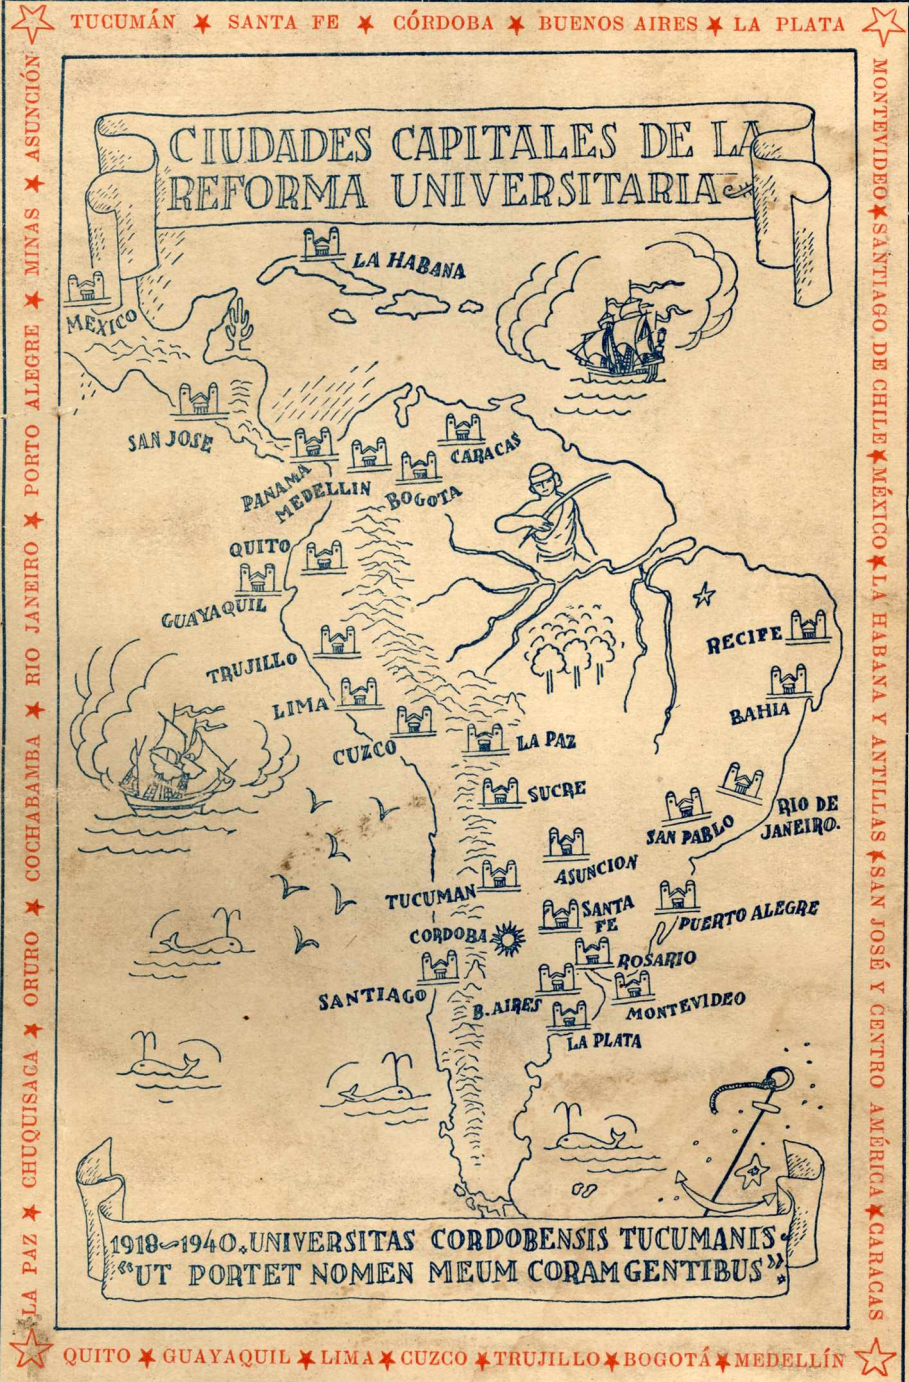 TUCUMÁN ★ SANTA FE ★ CÓRDOBA ★ BUENOS AIRES ★ LA PLATA
MONTEVIDEO ★ SANTIAGO DE CHILE ★ MÉXICO ★ LA HABANA Y ANTILLAS ★ SAN JOSÉ Y CENTRO AMÉRICA ★ CARACAS
LA PAZ ★ CHUQUISACA ★ ORURO ★ COCHABAMBA ★ RIO JANEIRO ★ PORTO ALEGRE ★ MINAS ★ ASUNCIÓN
CIUDADES CAPITALES DE LA
REFORMA UNIVERSITARIA
LA HABANA
MEXICO
SAN JOSE
CARACAS
PANAMA
MEDELLIN
BOGOTA
QUITO
GUAYAQUIL
RECIFE
TRUJILLO
LIMA
BAHIA
CUZCO
LA PAZ
SUCRE
RIO DE
JANEIRO.
SAN PABLO
ASUNCION
TUCUMAN
SANTA
FE
PUERTO ALEGRE
CORDOBA
ROSARIO
SANTIAGO
B. AIRES
MONTEVIDEO
LA PLATA
1918-1940. UNIVERSITAS CORDOBENSIS TUCUMANIS.
“UT PORTET NOMEN MEUM CORAM GENTIBUS”
QUITO ★ GUAYAQUIL ★ LIMA ★ CUZCO ★ TRUJILLO ★ BOGOTÁ ★ MEDELLÍN